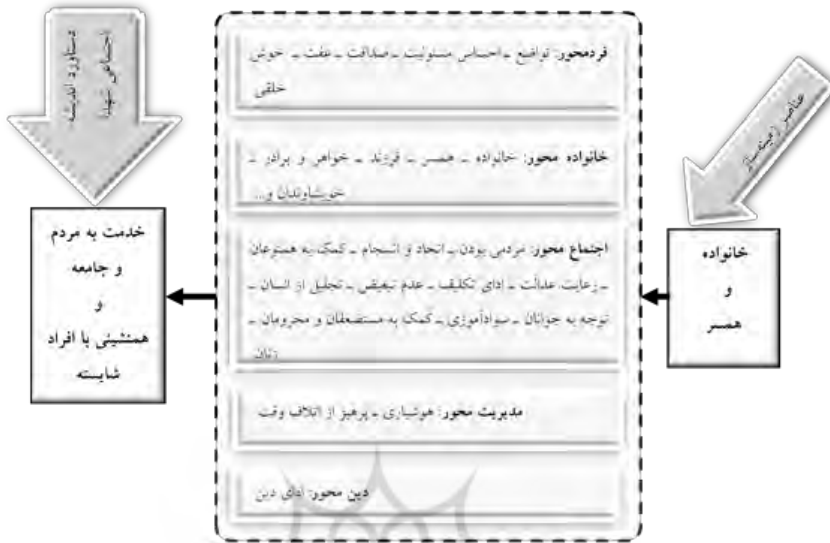 عناصر زمینه‌ساز
خانواده
و
همسر
فردمحور: تواضع ـ احساس مسئولیت ـ صداقت ـ عفت ـ خوش
خلقی
خانواده محور: خانواده ـ همسر ـ فرزند ـ خواهر و برادر ـ
خویشاوندان و...
اجتماع محور: مردمی بودن ـ اتحاد و انسجام ـ کمک به همنوعان
ـ رعایت عدالت ـ ادای تکلیف ـ عدم تبعیض ـ تجلیل از انسان ـ
توجه به جوانان ـ سوادآموزی ـ کمک به مستضعفان و محرومان ـ
زنان
مدیریت محور: هوشیاری ـ پرهیز از اتلاف وقت
دین محور: ادای دین
دستاورد اندیشه
اجتماعی شهدا
خدمت به مردم
و جامعه
و
همنشینی با افراد
شایسته